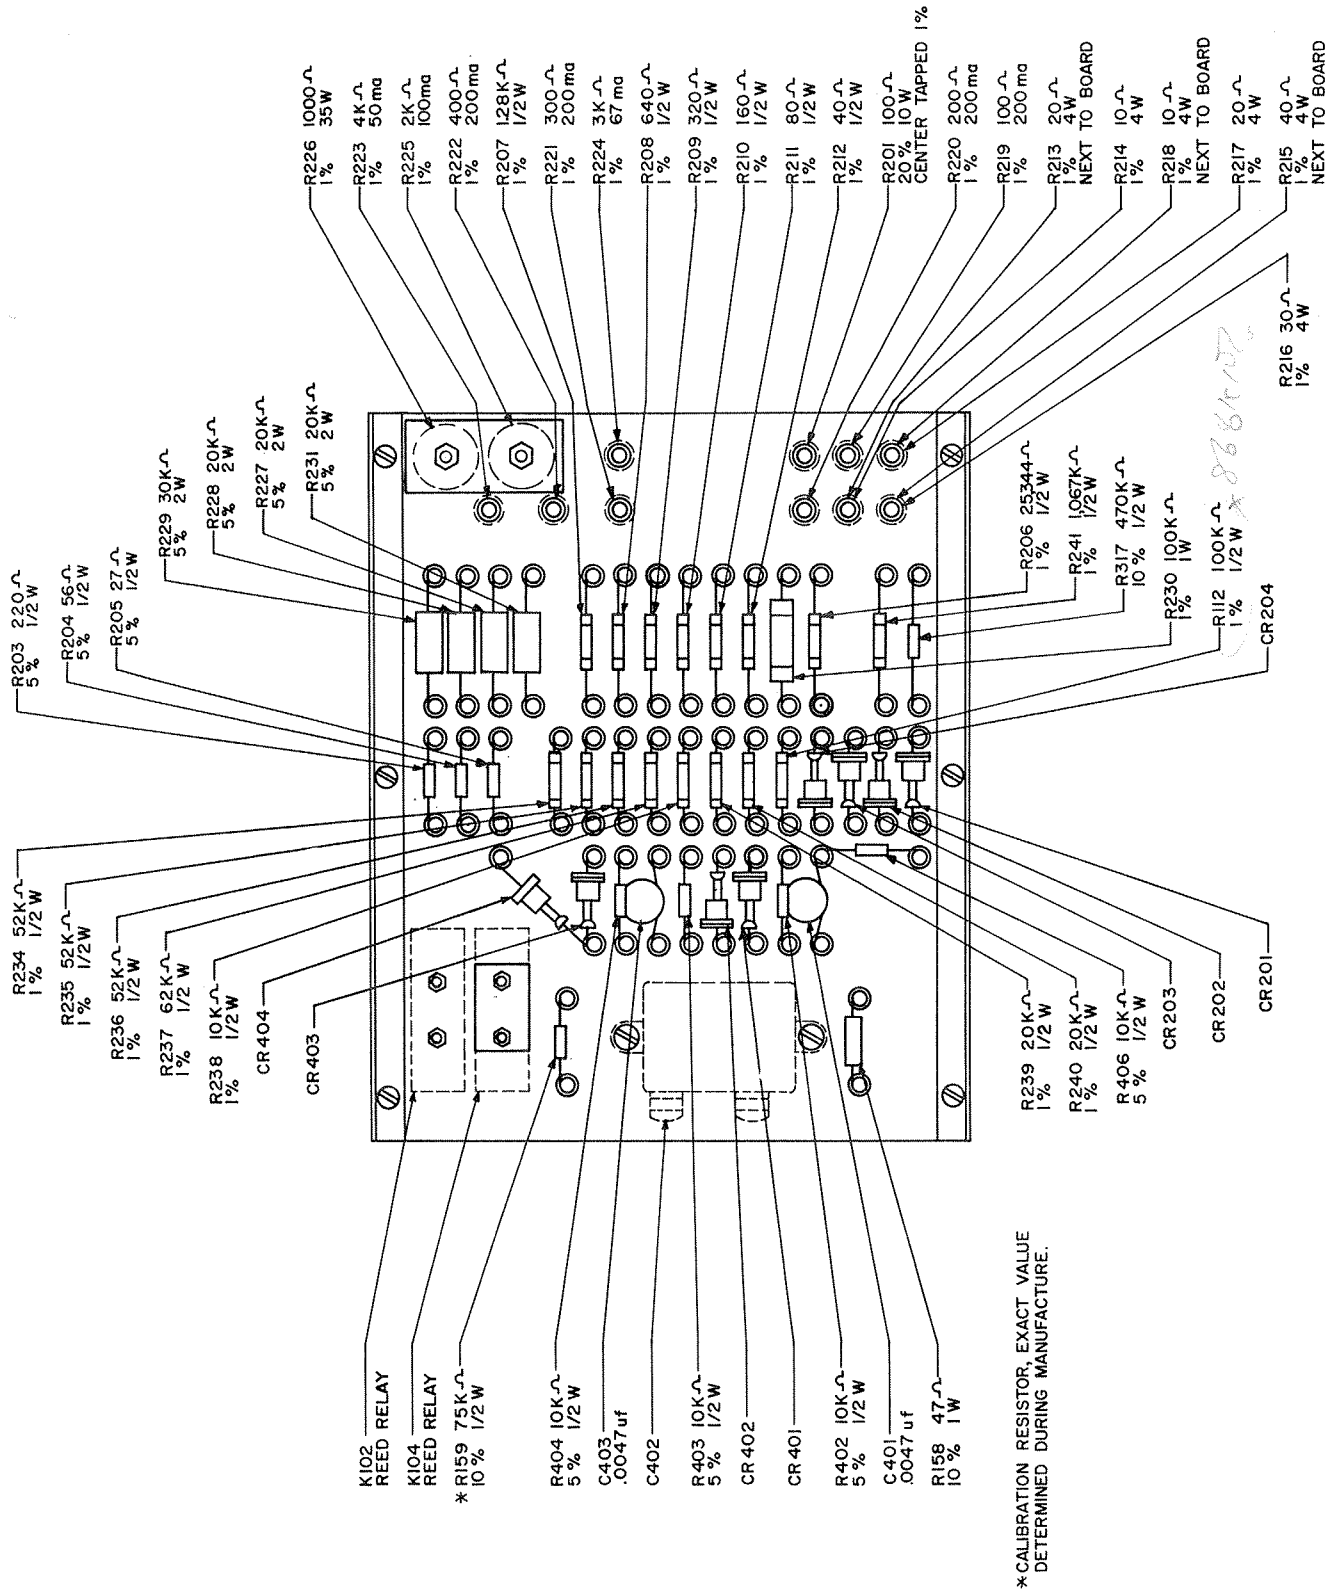 R226 1000Ω
1% 35W
R223 4KΩ
1% 50ma
R225 2KΩ
1% 100ma
R222 400Ω
1% 200ma
R207 1.28KΩ
1% 1/2W
R221 300Ω
1% 200ma
R224 3KΩ
1% 67ma
R208 640Ω
1% 1/2W
R209 320Ω
1% 1/2W
R210 160Ω
1% 1/2W
R211 80Ω
1% 1/2W
R212 40Ω
1% 1/2W
R201 100Ω
20% 10W
CENTER TAPPED 1%
R220 200Ω
1% 200ma
R219 100Ω
1% 200ma
R213 20Ω
1% 4W
NEXT TO BOARD
R214 10Ω
1% 4W
R218 10Ω
1% 4W
NEXT TO BOARD
R217 20Ω
1% 4W
R215 40Ω
1% 4W
NEXT TO BOARD
R216 30Ω
1% 4W
R203 220Ω
5% 1/2W
R204 56Ω
5% 1/2W
R205 27Ω
5% 1/2W
R229 30KΩ
5% 2W
R228 20KΩ
5% 2W
R227 20KΩ
5% 2W
R231 20KΩ
5% 2W
R206 2534Ω
1% 1/2W
R241 1,067KΩ
1% 1/2W
R317 470KΩ
10% 1/2W
R230 100KΩ
1% 1W
R112 100KΩ
1% 1/2W
CR204
R234 52KΩ
1% 1/2W
R235 52KΩ
1% 1/2W
R236 52KΩ
1% 1/2W
R237 62KΩ
1% 1/2W
R238 10KΩ
1% 1/2W
CR404
CR403
R239 20KΩ
1% 1/2W
R240 20KΩ
1% 1/2W
R406 10KΩ
5% 1/2W
CR203
CR202
CR201
K102
REED RELAY
K104
REED RELAY
*R159 75KΩ
10% 1/2W
R404 10KΩ
5% 1/2W
C403
.0047uf
C402
R403 10KΩ
5% 1/2W
CR402
CR401
R402 10KΩ
5% 1/2W
C401
.0047uf
R158 47Ω
10% 1W
*CALIBRATION RESISTOR, EXACT VALUE
DETERMINED DURING MANUFACTURE.